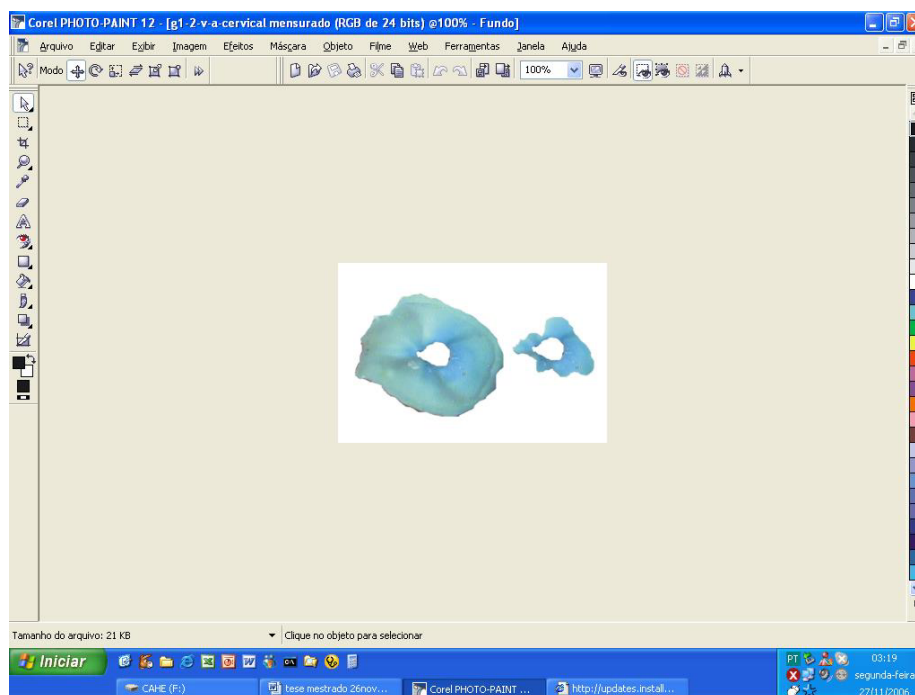 Corel PHOTO-PAINT 12 - [g1-2-v-a-cervical mensurado (RGB de 24 bits) @100% - Fundo]
Arquivo Editar Exibir Imagem Efeitos Máscara Objeto Filme Web Ferramentas Janela Ajuda
Modo 100%
Tamanho do arquivo: 21 KB Clique no objeto para selecionar
Iniciar PT 03:19
segunda-feira
CAHE (F:) tese mestrado 26nov... Corel PHOTO-PAINT ... http://updates.install... 27/11/2006